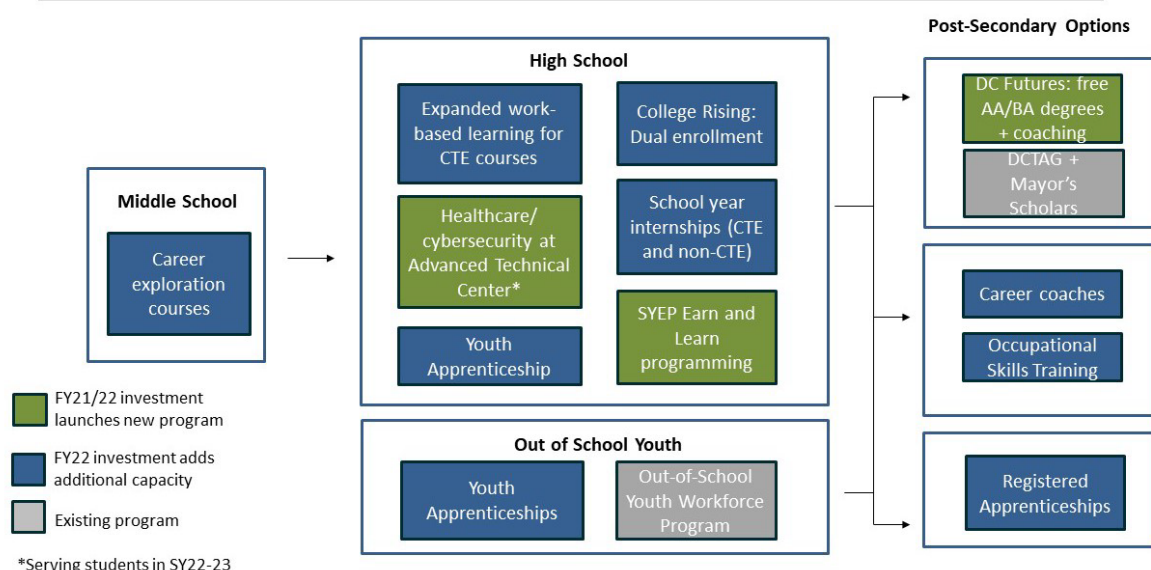 Post-Secondary Options
High School
Expanded work-
based learning for
CTE courses
College Rising:
Dual enrollment
DC Futures: free
AA/BA degrees
+ coaching
DCTAG +
Mayor's
Scholars
Middle School
Career
exploration
courses
Healthcare/
cybersecurity at
Advanced Technical
Center*
School year
internships (CTE
and non-CTE)
Youth
Apprenticeship
SYEP Earn and
Learn
programming
Career coaches
Occupational
Skills Training
FY21/22 investment
launches new program
FY22 investment adds
additional capacity
Existing program
*Serving students in SY22-23
Out of School Youth
Youth
Apprenticeships
Out-of-School
Youth Workforce
Program
Registered
Apprenticeships